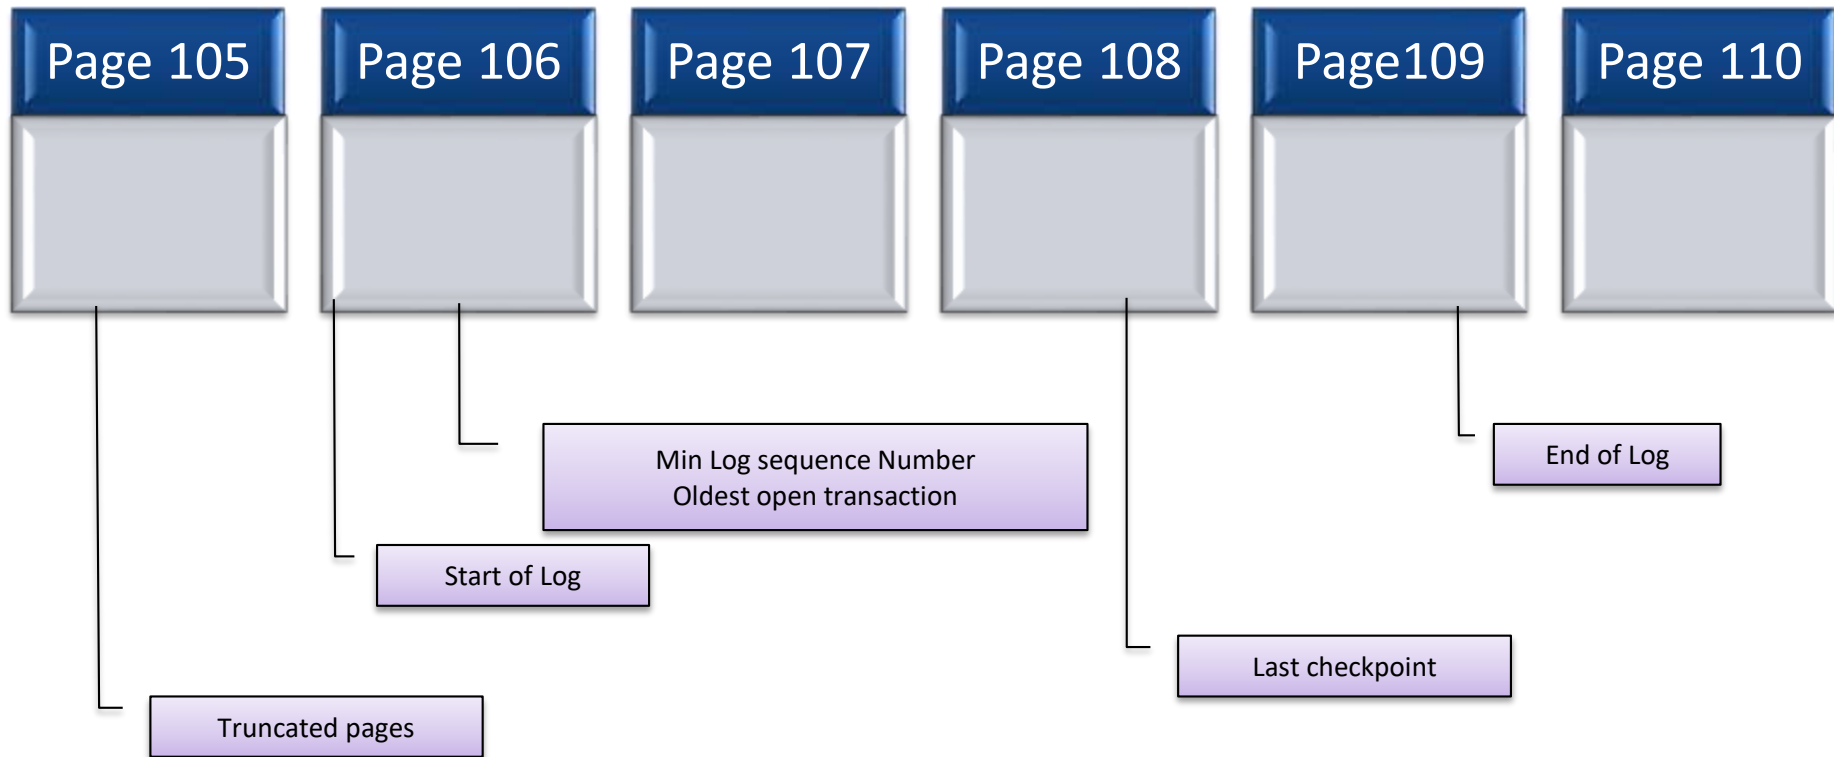 Page 105
Page 106
Page 107
Page 108
Page109
Page 110
Min Log sequence Number
Oldest open transaction
End of Log
Start of Log
Last checkpoint
Truncated pages